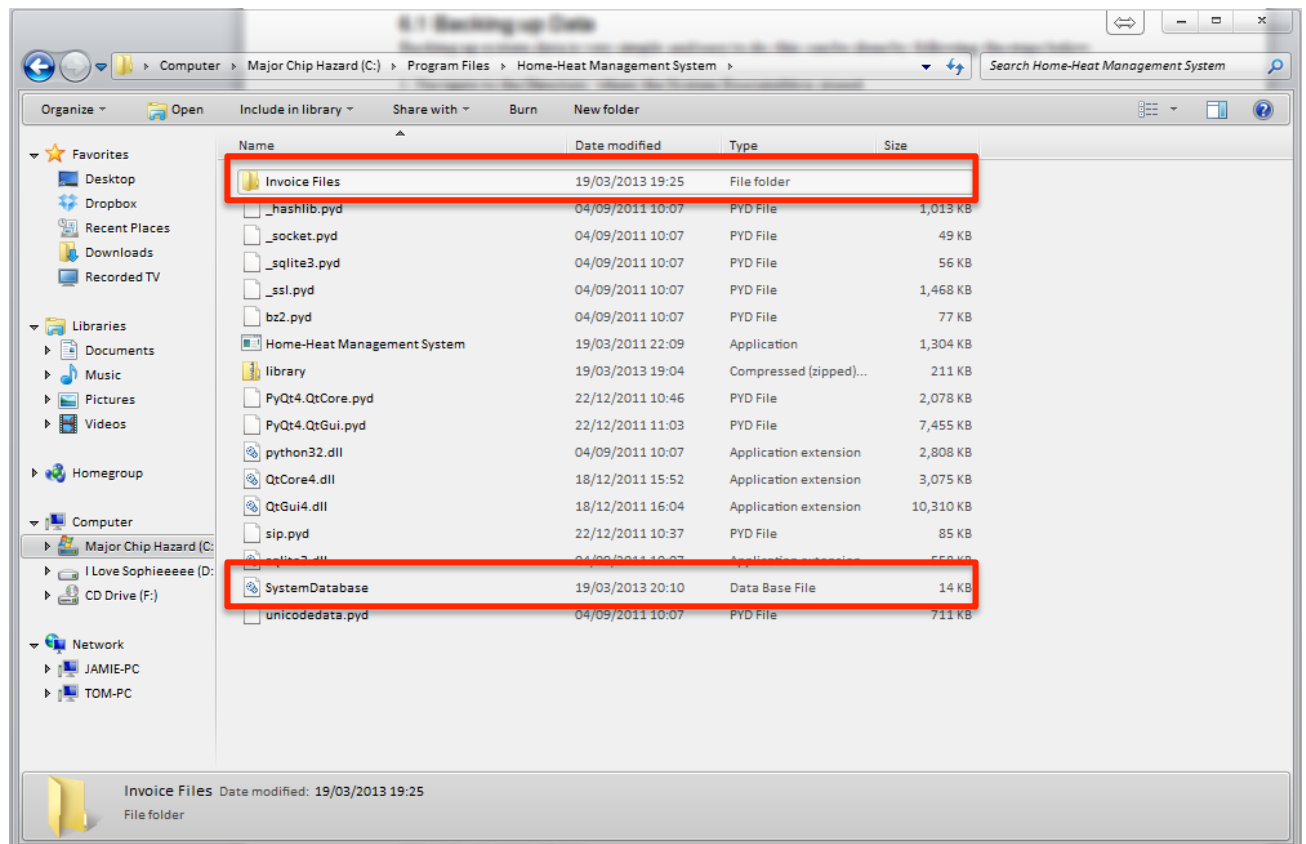 6.1 Backing up Data
Computer Major Chip Hazard (C:) Program Files Home-Heat Management System
Search Home-Heat Management System
Organize Open Include in library Share with Burn New folder
Name Date modified Type Size
Favorites
Desktop
Dropbox
Recent Places
Downloads
Recorded TV
Libraries
Documents
Music
Pictures
Videos
Homegroup
Computer
Major Chip Hazard (C:
I Love Sophieeeee (D:
CD Drive (F:)
Network
JAMIE-PC
TOM-PC
Invoice Files 19/03/2013 19:25 File folder
_hashlib.pyd 04/09/2011 10:07 PYD File 1,013 KB
_socket.pyd 04/09/2011 10:07 PYD File 49 KB
_sqlite3.pyd 04/09/2011 10:07 PYD File 56 KB
_ssl.pyd 04/09/2011 10:07 PYD File 1,468 KB
bz2.pyd 04/09/2011 10:07 PYD File 77 KB
Home-Heat Management System 19/03/2011 22:09 Application 1,304 KB
library 19/03/2013 19:04 Compressed (zipped)... 211 KB
PyQt4.QtCore.pyd 22/12/2011 10:46 PYD File 2,078 KB
PyQt4.QtGui.pyd 22/12/2011 11:03 PYD File 7,455 KB
python32.dll 04/09/2011 10:07 Application extension 2,808 KB
QtCore4.dll 18/12/2011 15:52 Application extension 3,075 KB
QtGui4.dll 18/12/2011 16:04 Application extension 10,310 KB
sip.pyd 22/12/2011 10:37 PYD File 85 KB
sqlite3.dll 04/09/2011 10:07 Application extension 558 KB
SystemDatabase 19/03/2013 20:10 Data Base File 14 KB
unicodedata.pyd 04/09/2011 10:07 PYD File 711 KB
Invoice Files Date modified: 19/03/2013 19:25
File folder